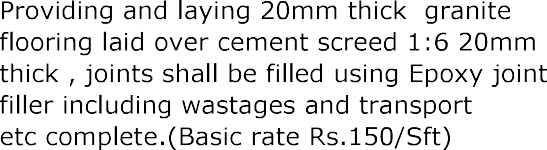 Providing and laying 20mm thick  granite
flooring laid over cement screed 1:6 20mm
thick , joints shall be filled using Epoxy joint
filler including wastages and transport
etc complete.(Basic rate Rs.150/Sft)